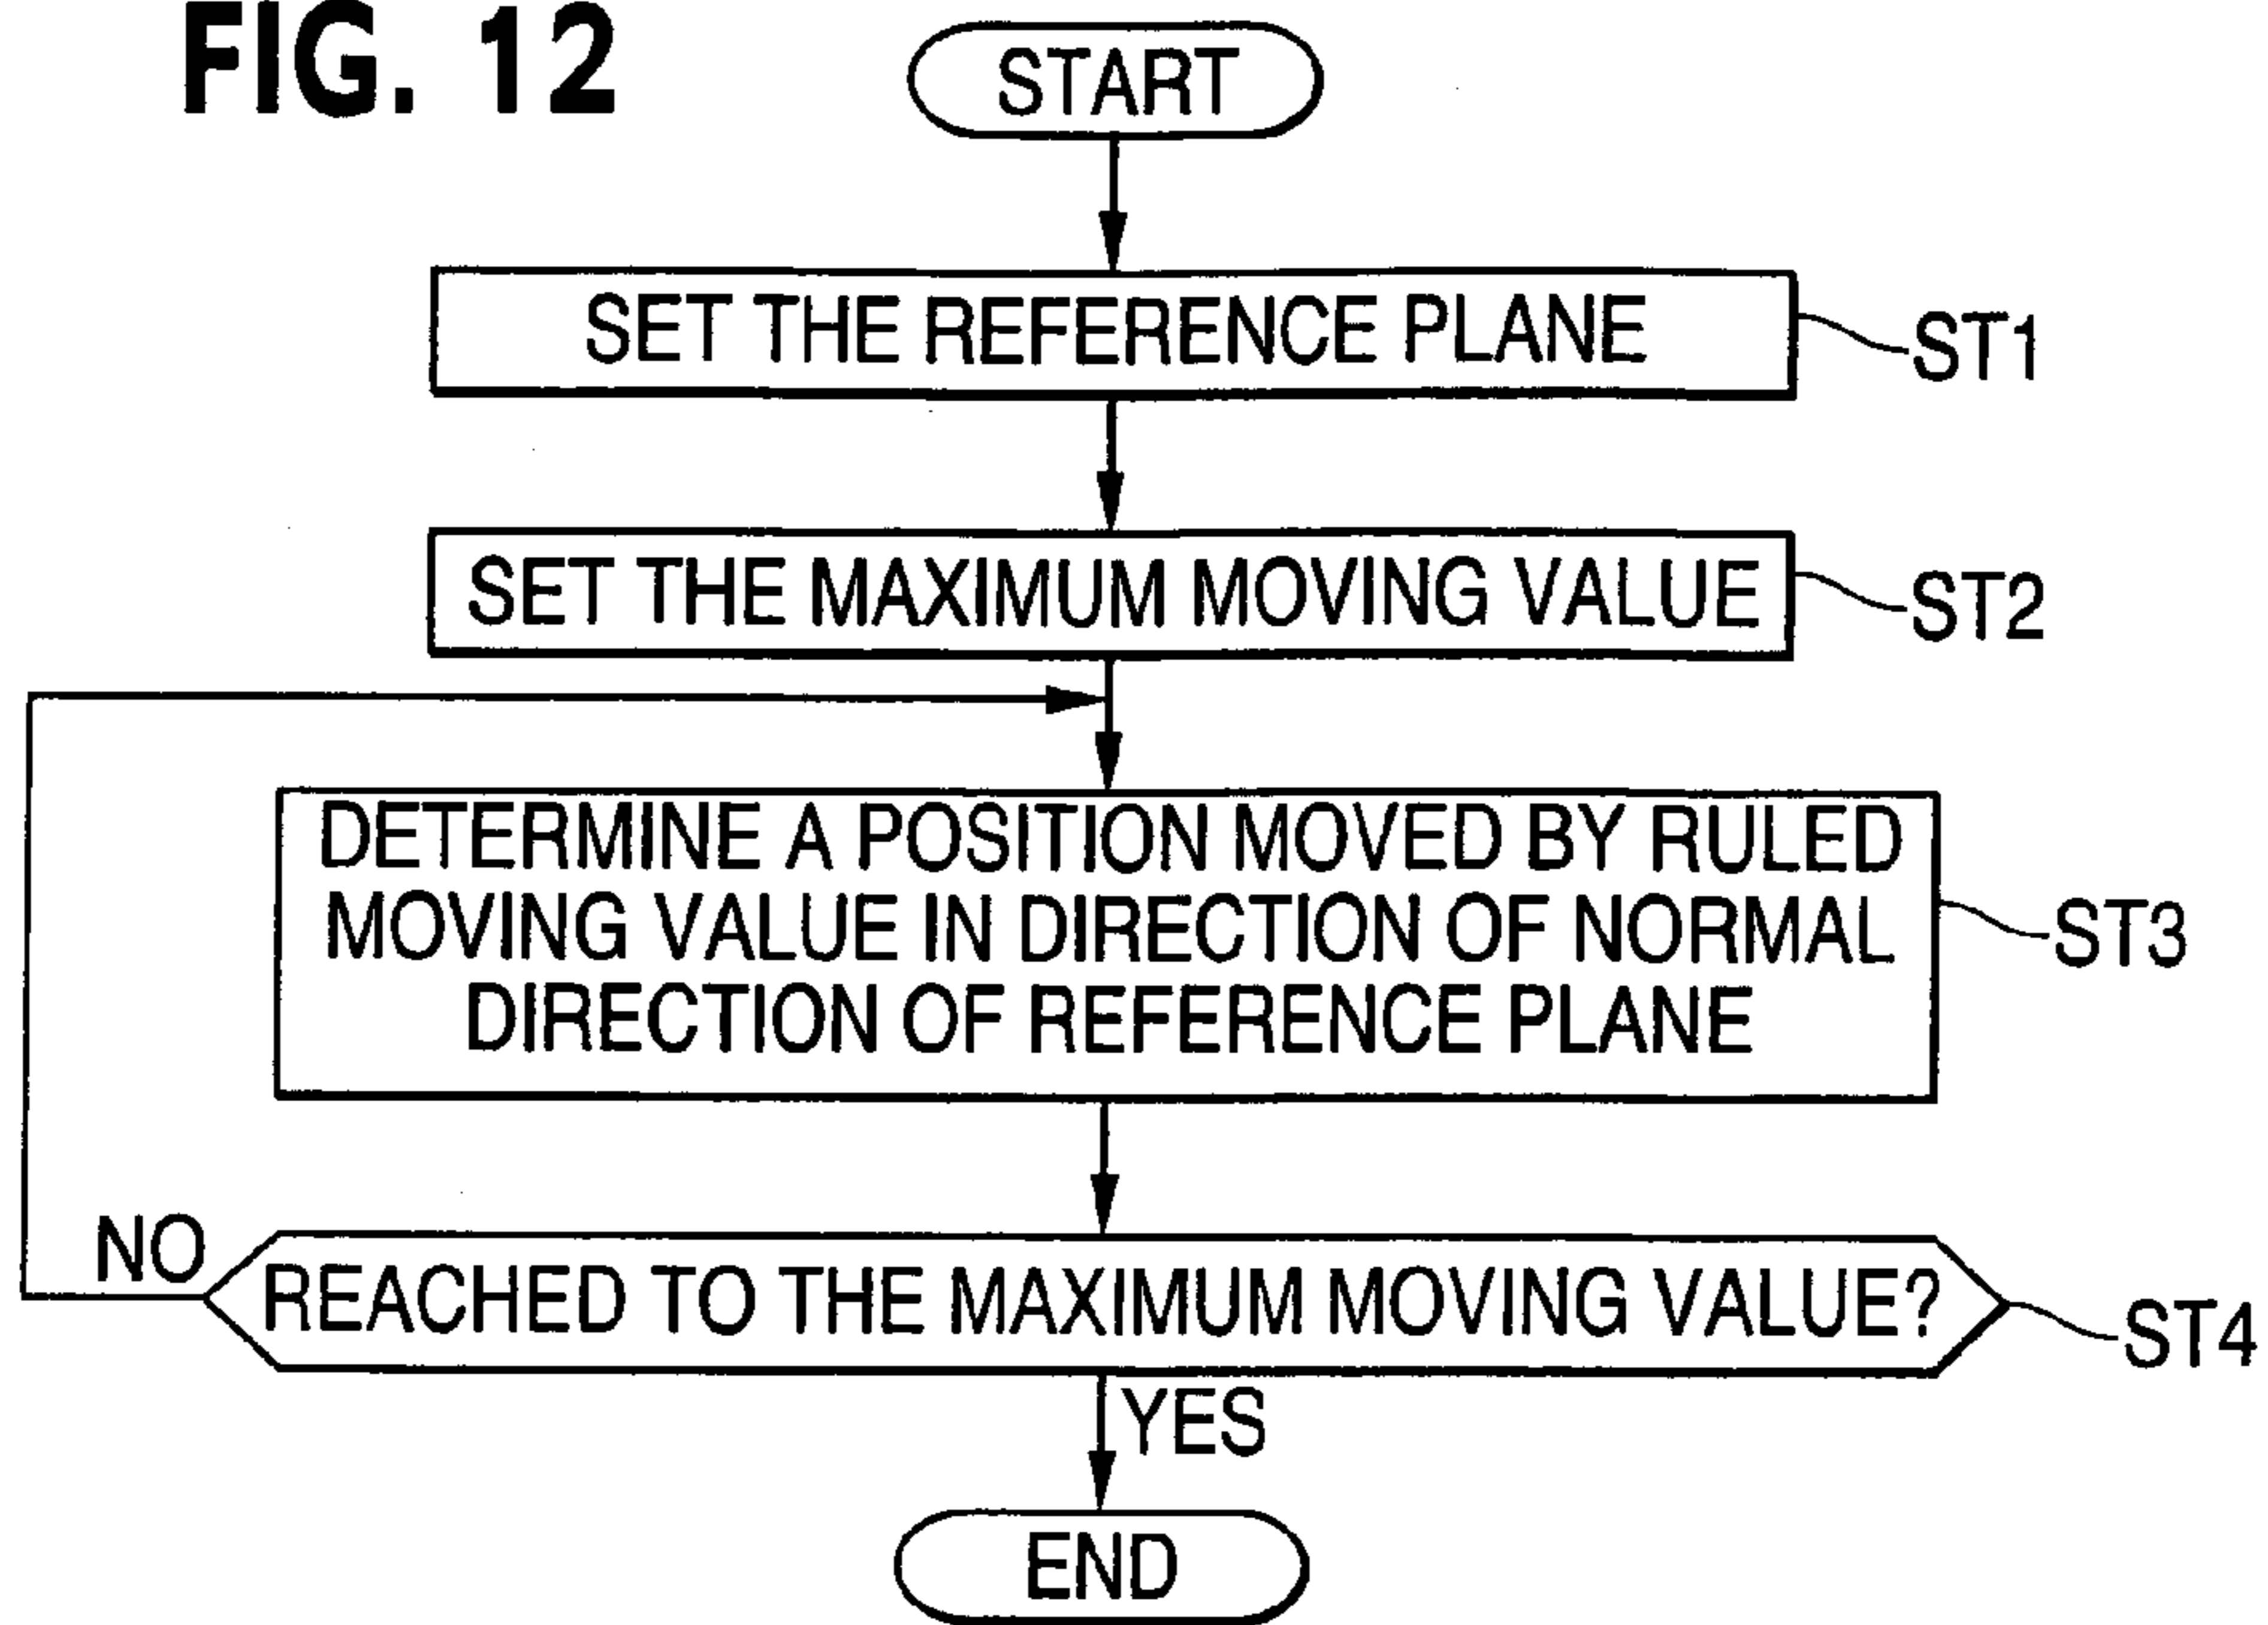 FIG. 12
START
SET THE REFERENCE PLANE
ST1
SET THE MAXIMUM MOVING VALUE
ST2
DETERMINE A POSITION MOVED BY RULED
MOVING VALUE IN DIRECTION OF NORMAL
DIRECTION OF REFERENCE PLANE
ST3
NO
REACHED TO THE MAXIMUM MOVING VALUE?
ST4
YES
END